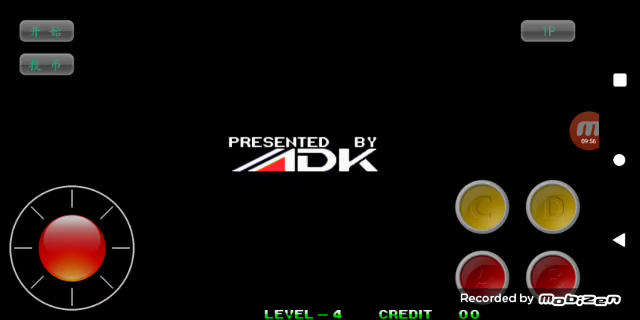 开始
1P
投币
09:56
PRESENTED BY
ADK
C
D
A
B
Recorded by mobizen
LEVEL-4 CREDIT 00